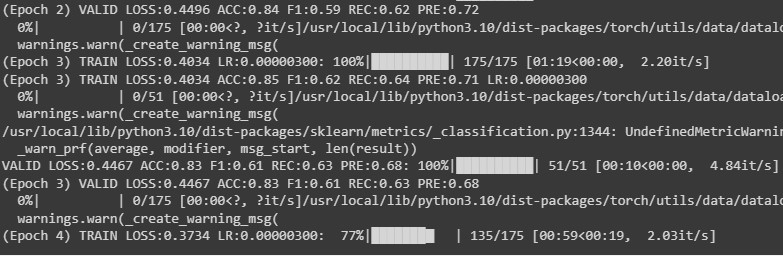 (Epoch 2) VALID LOSS:0.4496 ACC:0.84 F1:0.59 REC:0.62 PRE:0.72
0%| | 0/175 [00:00<?, ?it/s]/usr/local/lib/python3.10/dist-packages/torch/utils/data/dataloa
warnings.warn(_create_warning_msg(
(Epoch 3) TRAIN LOSS:0.4034 LR:0.00000300: 100%|██████████| 175/175 [01:19<00:00, 2.20it/s]
(Epoch 3) TRAIN LOSS:0.4034 ACC:0.85 F1:0.62 REC:0.64 PRE:0.71 LR:0.00000300
0%| | 0/51 [00:00<?, ?it/s]/usr/local/lib/python3.10/dist-packages/torch/utils/data/dataloa
warnings.warn(_create_warning_msg(
/usr/local/lib/python3.10/dist-packages/sklearn/metrics/_classification.py:1344: UndefinedMetricWarnin
_warn_prf(average, modifier, msg_start, len(result))
VALID LOSS:0.4467 ACC:0.83 F1:0.61 REC:0.63 PRE:0.68: 100%|██████████| 51/51 [00:10<00:00, 4.84it/s]
(Epoch 3) VALID LOSS:0.4467 ACC:0.83 F1:0.61 REC:0.63 PRE:0.68
0%| | 0/175 [00:00<?, ?it/s]/usr/local/lib/python3.10/dist-packages/torch/utils/data/dataloa
warnings.warn(_create_warning_msg(
(Epoch 4) TRAIN LOSS:0.3734 LR:0.00000300: 77%|███████▋ | 135/175 [00:59<00:19, 2.03it/s]